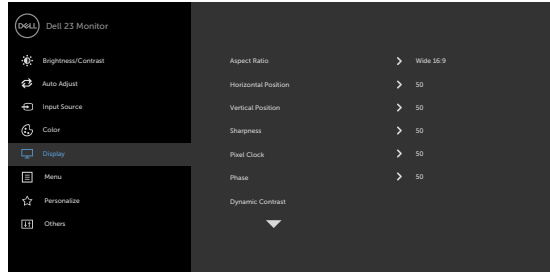 DELL Dell 23 Monitor
Brightness/Contrast
Auto Adjust
Input Source
Color
Display
Menu
Personalize
Others
Aspect Ratio Wide 16:9
Horizontal Position 50
Vertical Position 50
Sharpness 50
Pixel Clock 50
Phase 50
Dynamic Contrast